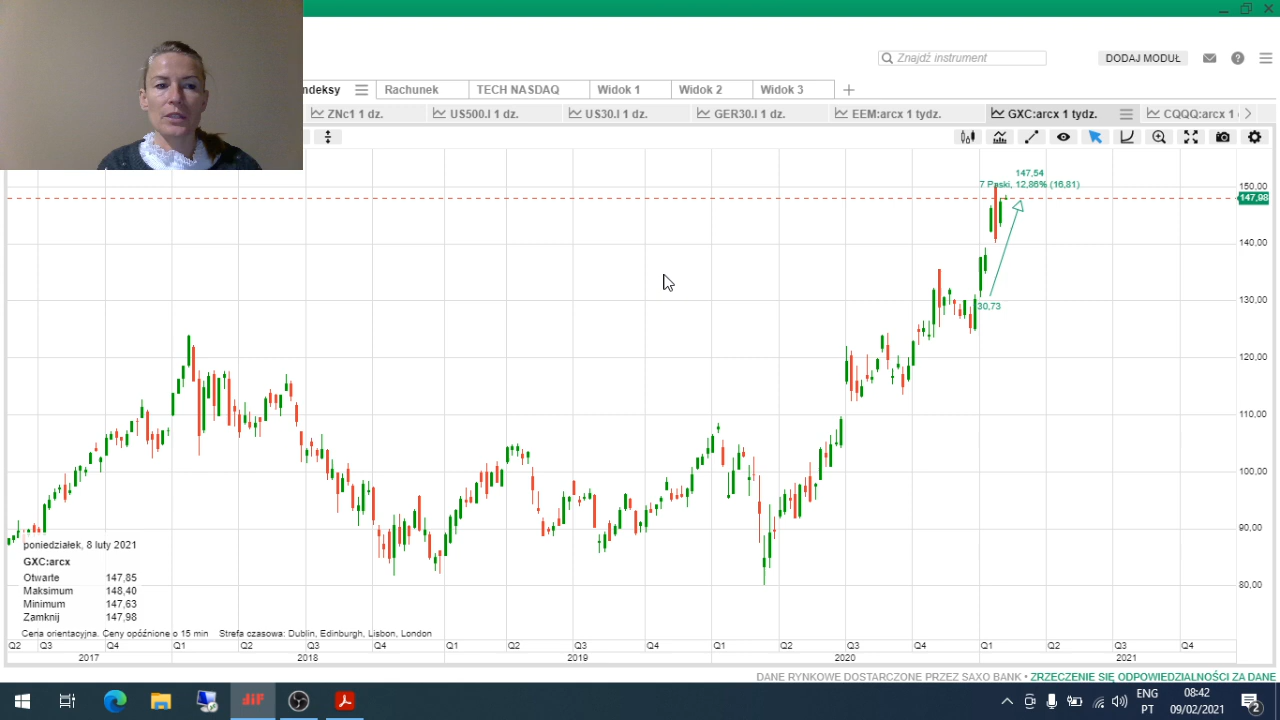 Znajdź instrument
DODAJ MODUŁ
ndeksy
Rachunek
TECH NASDAQ
Widok 1
Widok 2
Widok 3
ZNc1 1 dz.
US500.I 1 dz.
US30.I 1 dz.
GER30.I 1 dz.
EEM:arcx 1 tydz.
GXC:arcx 1 tydz.
CQQQ:arcx 1
147,54
7 Paski, 12,86% (16,81)
150,00
147,98
140,00
30,73
130,00
120,00
110,00
100,00
90,00
80,00
poniedziałek, 8 luty 2021
GXC:arcx
Otwarte 147,85
Maksimum 148,40
Minimum 147,63
Zamknij 147,98
Cena orientacyjna. Ceny opóźnione o 15 min Strefa czasowa: Dublin, Edinburgh, Lisbon, London
Q2 Q3 Q4 Q1 Q2 Q3 Q4 Q1 Q2 Q3 Q4 Q1 Q2 Q3 Q4 Q1 Q2 Q3 Q4
2017 2018 2019 2020 2021
DANE RYNKOWE DOSTARCZONE PRZEZ SAXO BANK • ZRZECZENIE SIĘ ODPOWIEDZIALNOŚCI ZA DANE
diF
ENG 08:42
PT 09/02/2021
2